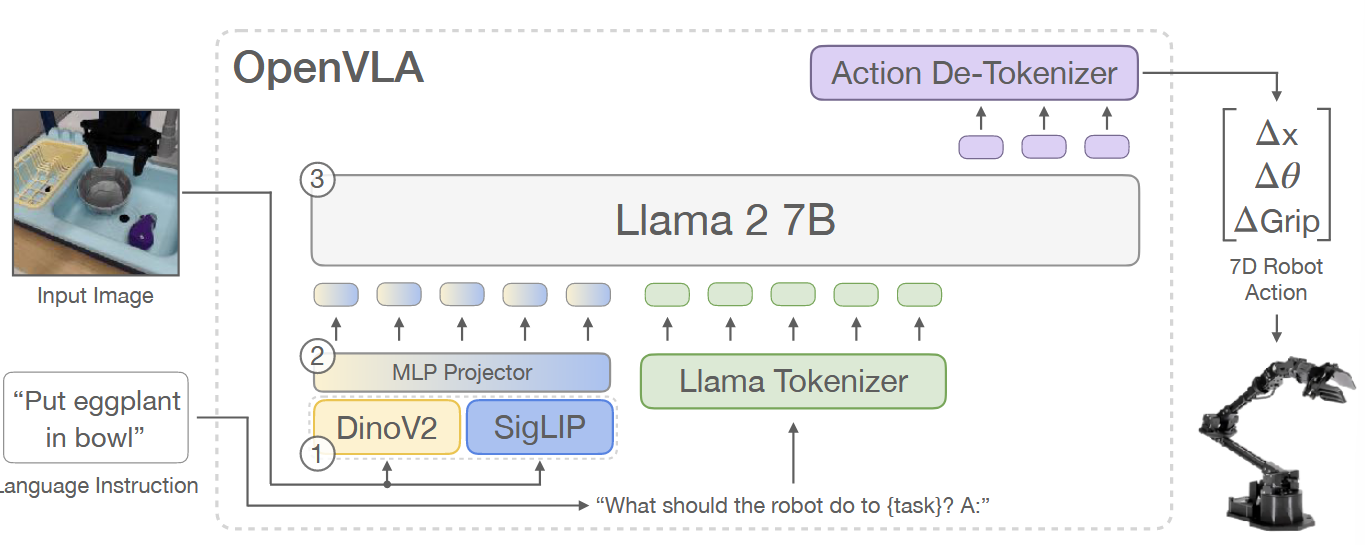 OpenVLA
Action De-Tokenizer
Δx
Δθ
ΔGrip
7D Robot
Action
3
Llama 2 7B
Input Image
2
MLP Projector
Llama Tokenizer
1
DinoV2
SigLIP
“Put eggplant
in bowl”
Language Instruction
“What should the robot do to {task}? A:”